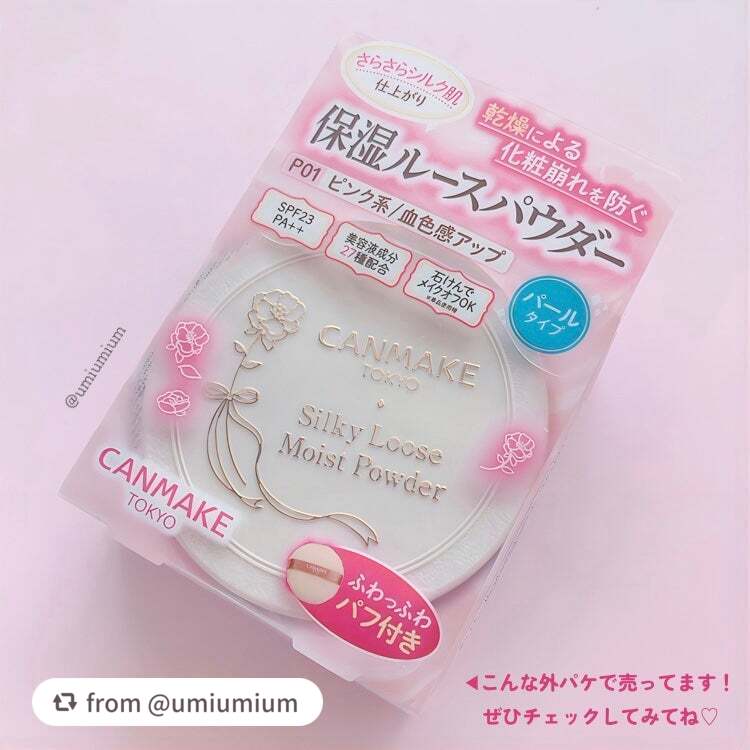 さらさらシルク肌
仕上がり
乾燥による
化粧崩れを防ぐ
保湿ルースパウダー
P01 ピンク系/血色感アップ
SPF23
PA++
美容液成分
27種配合
石けんで
メイクオフOK
パール
タイプ
CANMAKE
TOKYO
Silky Loose
Moist Powder
@umiumium
CANMAKE
TOKYO
ふわっふわ
パフ付き
from @umiumium
◀こんな外パケで売ってます!
ぜひチェックしてみてね♡